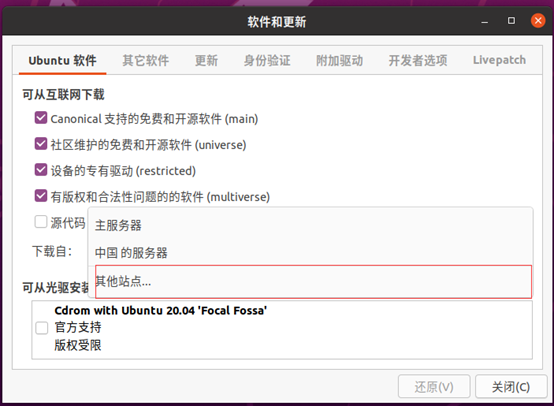 软件和更新
Ubuntu 软件 其它软件 更新 身份验证 附加驱动 开发者选项 Livepatch
可从互联网下载
Canonical 支持的免费和开源软件 (main)
社区维护的免费和开源软件 (universe)
设备的专有驱动 (restricted)
有版权和合法性问题的的软件 (multiverse)
源代码
主服务器
下载自：
中国 的服务器
其他站点...
可从光驱安装
Cdrom with Ubuntu 20.04 'Focal Fossa'
官方支持
版权受限
还原(V) 关闭(C)